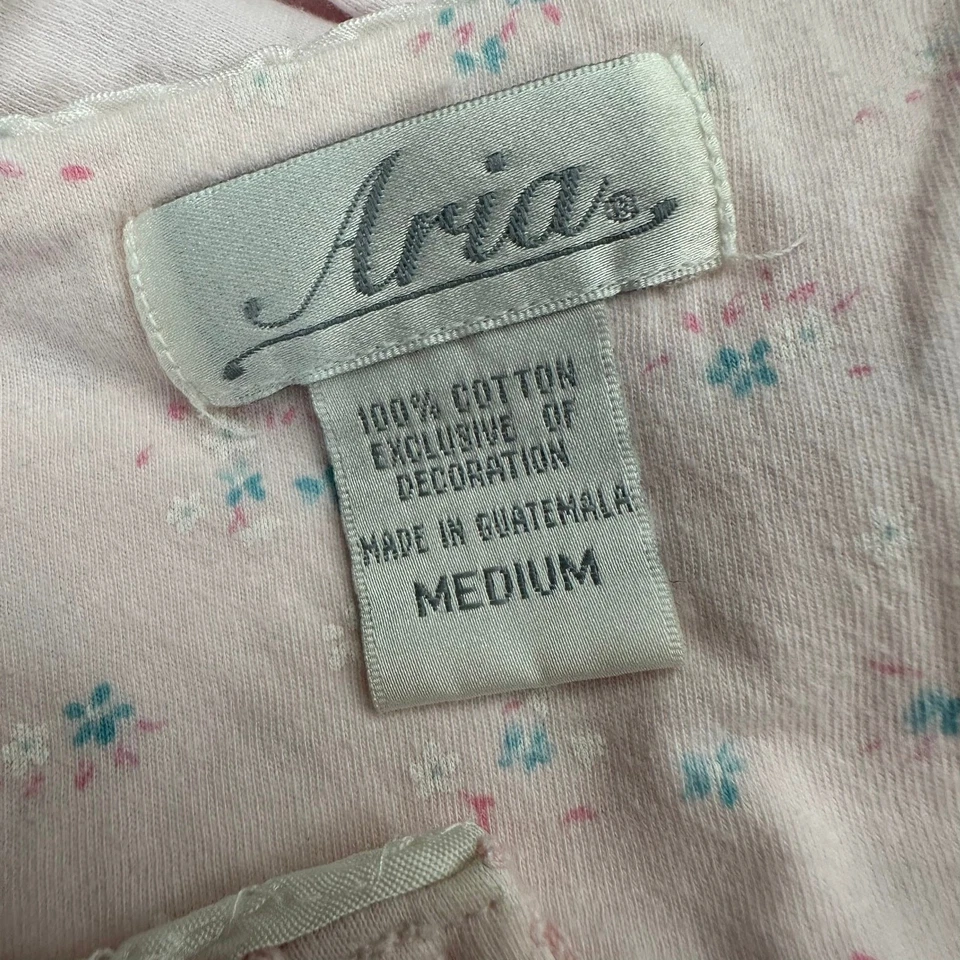 Aria®
100% COTTON
EXCLUSIVE OF
DECORATION
MADE IN GUATEMALA
MEDIUM